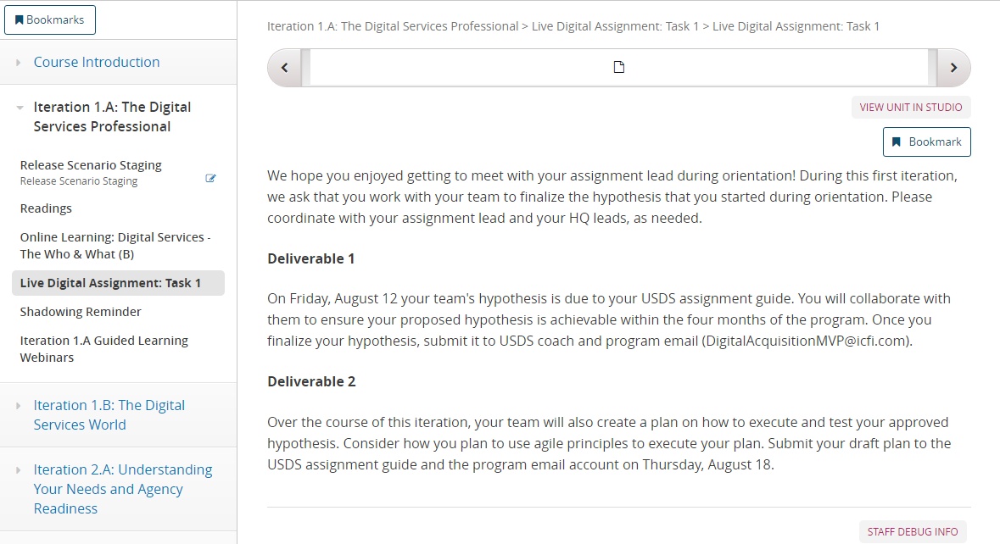 Bookmarks
Course Introduction
Iteration 1.A: The Digital
Services Professional
Release Scenario Staging
Release Scenario Staging
Readings
Online Learning: Digital Services -
The Who & What (B)
Live Digital Assignment: Task 1
Shadowing Reminder
Iteration 1.A Guided Learning
Webinars
Iteration 1.B: The Digital
Services World
Iteration 2.A: Understanding
Your Needs and Agency
Readiness
Iteration 1.A: The Digital Services Professional > Live Digital Assignment: Task 1 > Live Digital Assignment: Task 1
VIEW UNIT IN STUDIO
Bookmark
We hope you enjoyed getting to meet with your assignment lead during orientation! During this first iteration,
we ask that you work with your team to finalize the hypothesis that you started during orientation. Please
coordinate with your assignment lead and your HQ leads, as needed.
Deliverable 1
On Friday, August 12 your team's hypothesis is due to your USDS assignment guide. You will collaborate with
them to ensure your proposed hypothesis is achievable within the four months of the program. Once you
finalize your hypothesis, submit it to USDS coach and program email (DigitalAcquisitionMVP@icfi.com).
Deliverable 2
Over the course of this iteration, your team will also create a plan on how to execute and test your approved
hypothesis. Consider how you plan to use agile principles to execute your plan. Submit your draft plan to the
USDS assignment guide and the program email account on Thursday, August 18.
STAFF DEBUG INFO